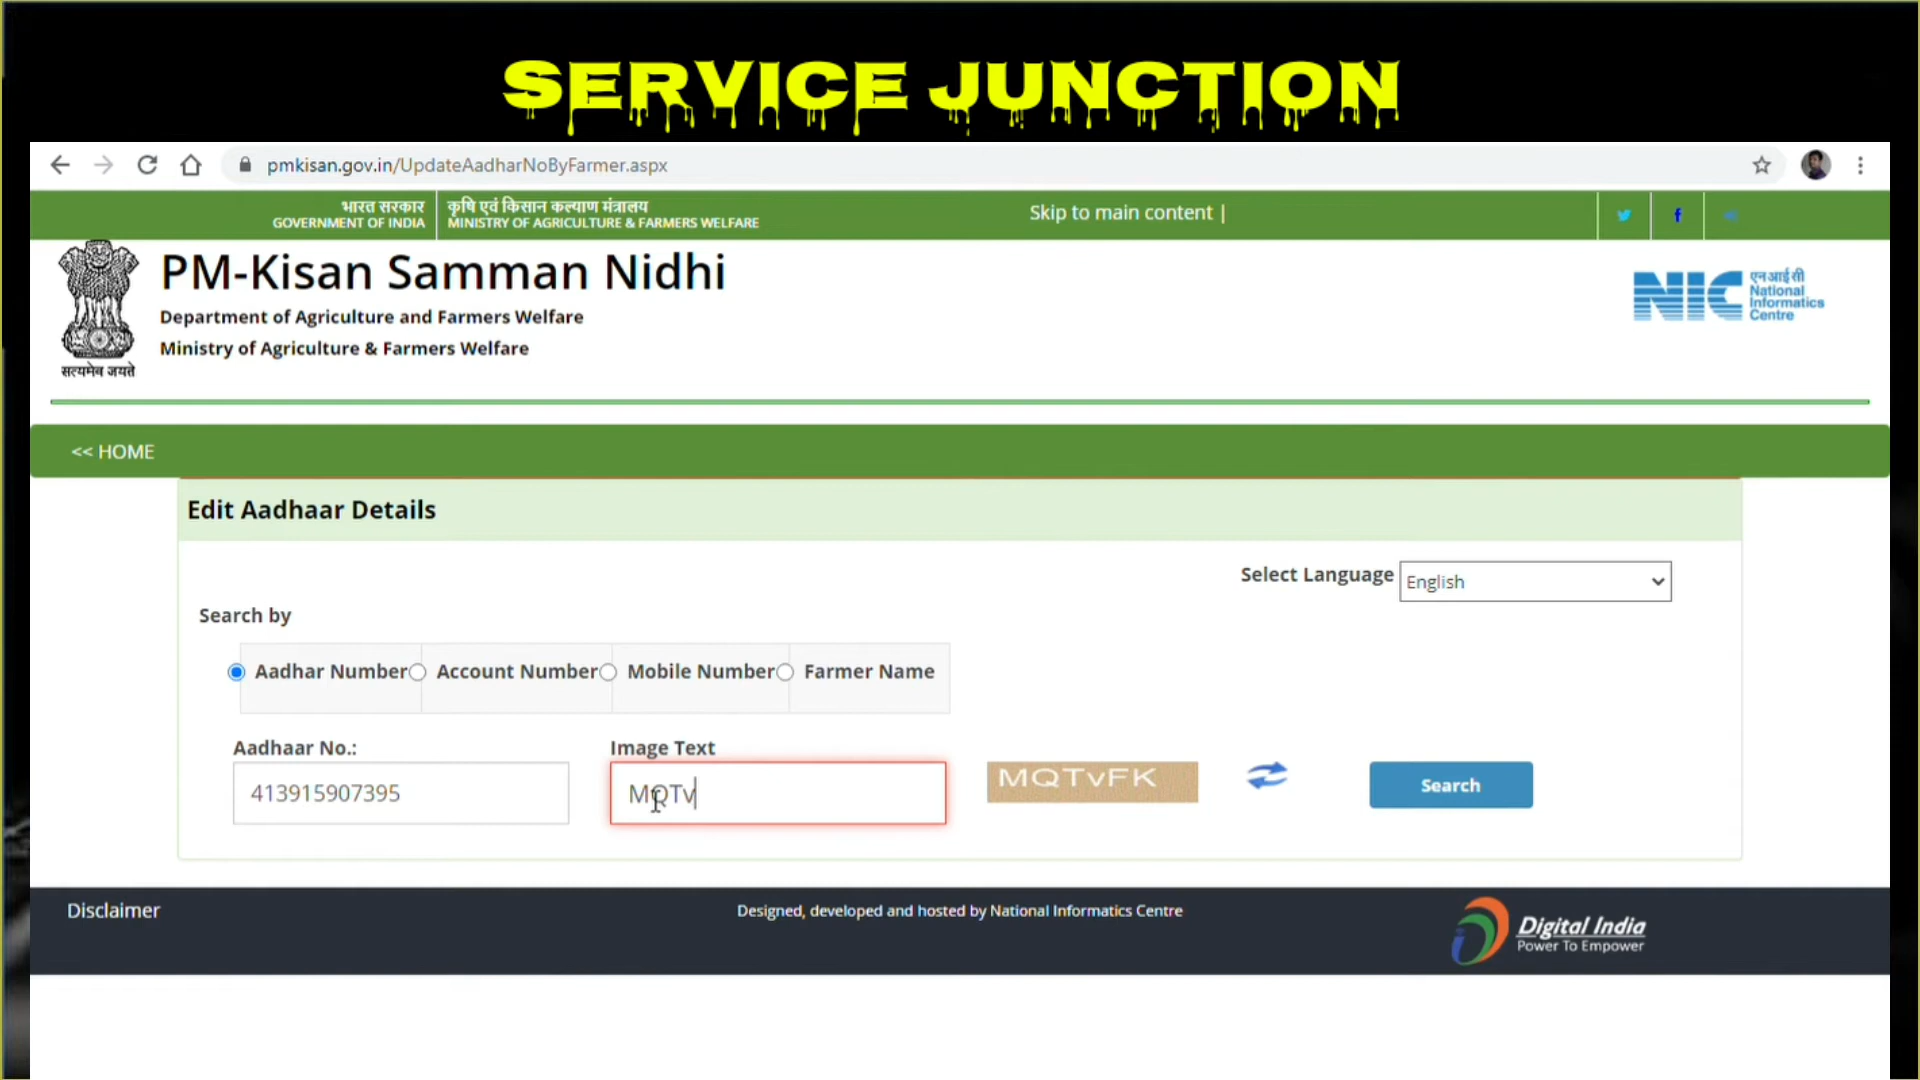 SERVICE JUNCTION
pmkisan.gov.in/UpdateAadharNoByFarmer.aspx
भारत सरकार
GOVERNMENT OF INDIA
कृषि एवं किसान कल्याण मंत्रालय
MINISTRY OF AGRICULTURE & FARMERS WELFARE
Skip to main content |
PM-Kisan Samman Nidhi
Department of Agriculture and Farmers Welfare
Ministry of Agriculture & Farmers Welfare
सत्यमेव जयते
NIC
एन आई सी
National
Informatics
Centre
<< HOME
Edit Aadhaar Details
Select Language English
Search by
Aadhar Number Account Number Mobile Number Farmer Name
Aadhaar No.: Image Text
413915907395 MQTv MQTvFK Search
Disclaimer
Designed, developed and hosted by National Informatics Centre
Digital India
Power To Empower